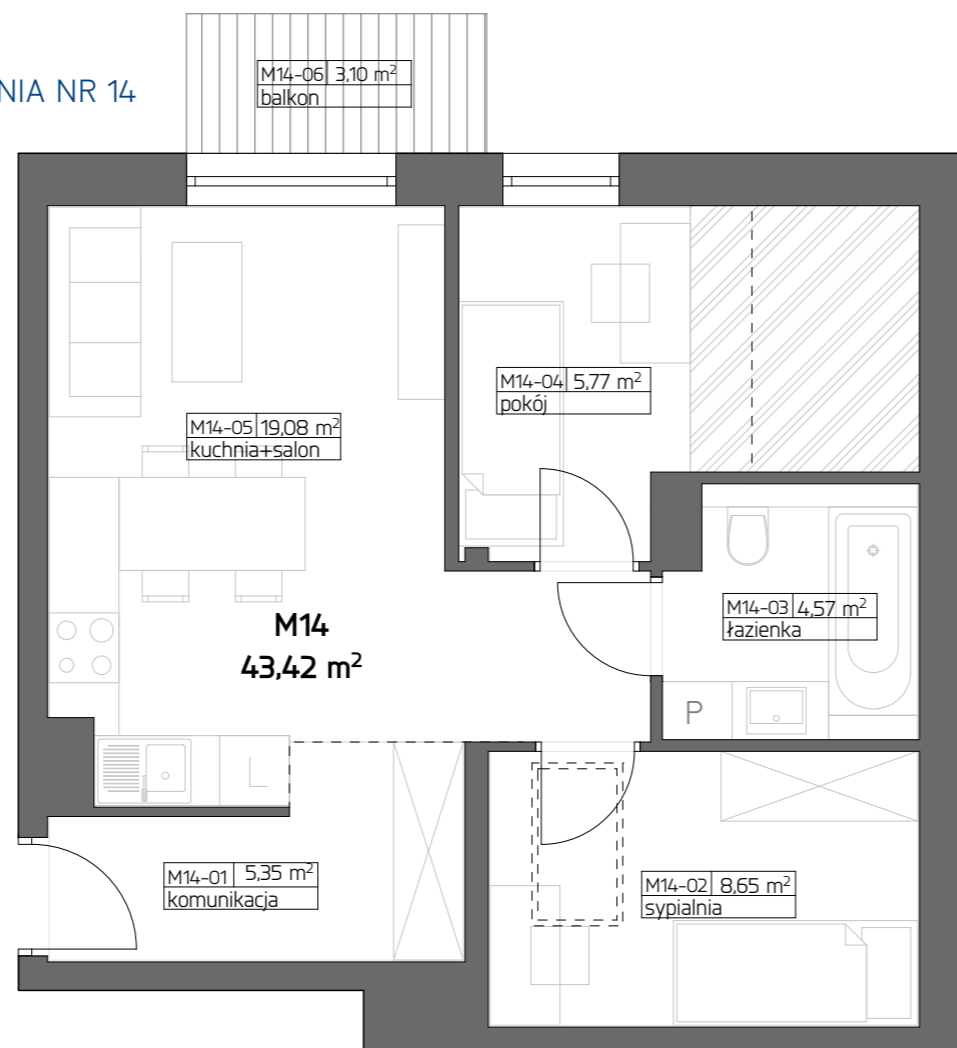 NIA NR 14
M14-06 3,10 m²
balkon
M14-04 5,77 m²
pokój
M14-05 19,08 m²
kuchnia+salon
M14-03 4,57 m²
łazienka
M14
43,42 m²
P
L
M14-01 5,35 m²
komunikacja
M14-02 8,65 m²
sypialnia